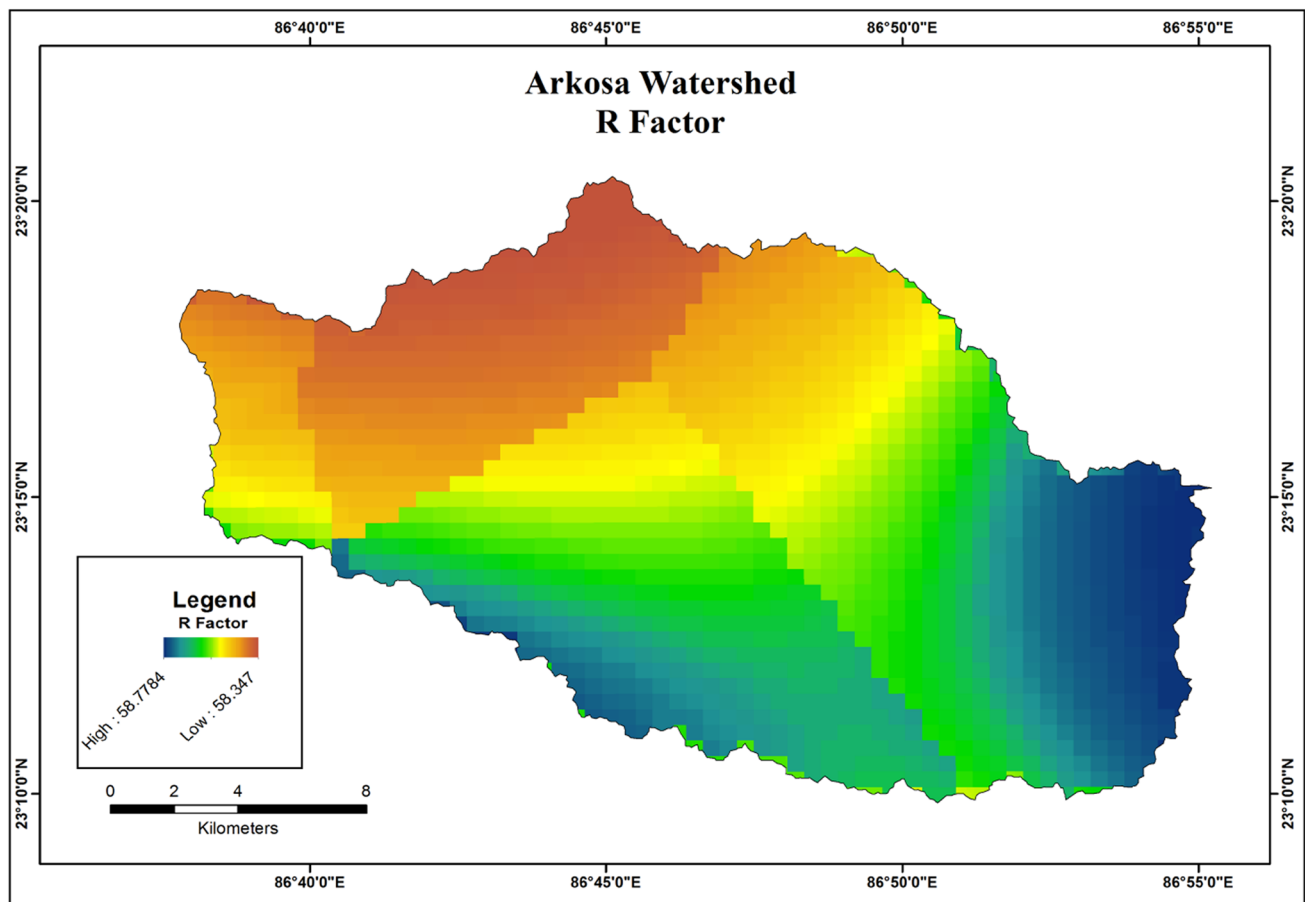 86°40'0"E 86°45'0"E 86°50'0"E 86°55'0"E
Arkosa Watershed
R Factor
23°20'0"N 23°20'0"N
23°15'0"N 23°15'0"N
Legend
R Factor
High : 58.7784
Low : 58.347
23°10'0"N 23°10'0"N
0 2 4 8
Kilometers
86°40'0"E 86°45'0"E 86°50'0"E 86°55'0"E